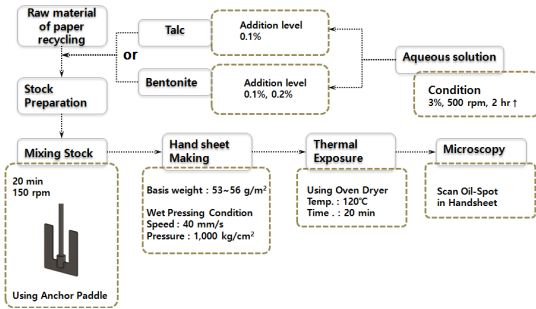 Raw material
of paper
recycling
Talc
Addition level
0.1%
or
Aqueous solution
Bentonite
Addition level
0.1%, 0.2%
Condition
3%, 500 rpm, 2 hr↑
Stock
Preparation
Mixing Stock
Hand sheet
Making
Thermal
Exposure
Microscopy
20 min
150 rpm
Using Anchor Paddle
Basis weight : 53~56 g/m²
Wet Pressing Condition
Speed : 40 mm/s
Pressure : 1,000 kg/cm²
Using Oven Dryer
Temp. : 120℃
Time . : 20 min
Scan Oil-Spot
in Handsheet